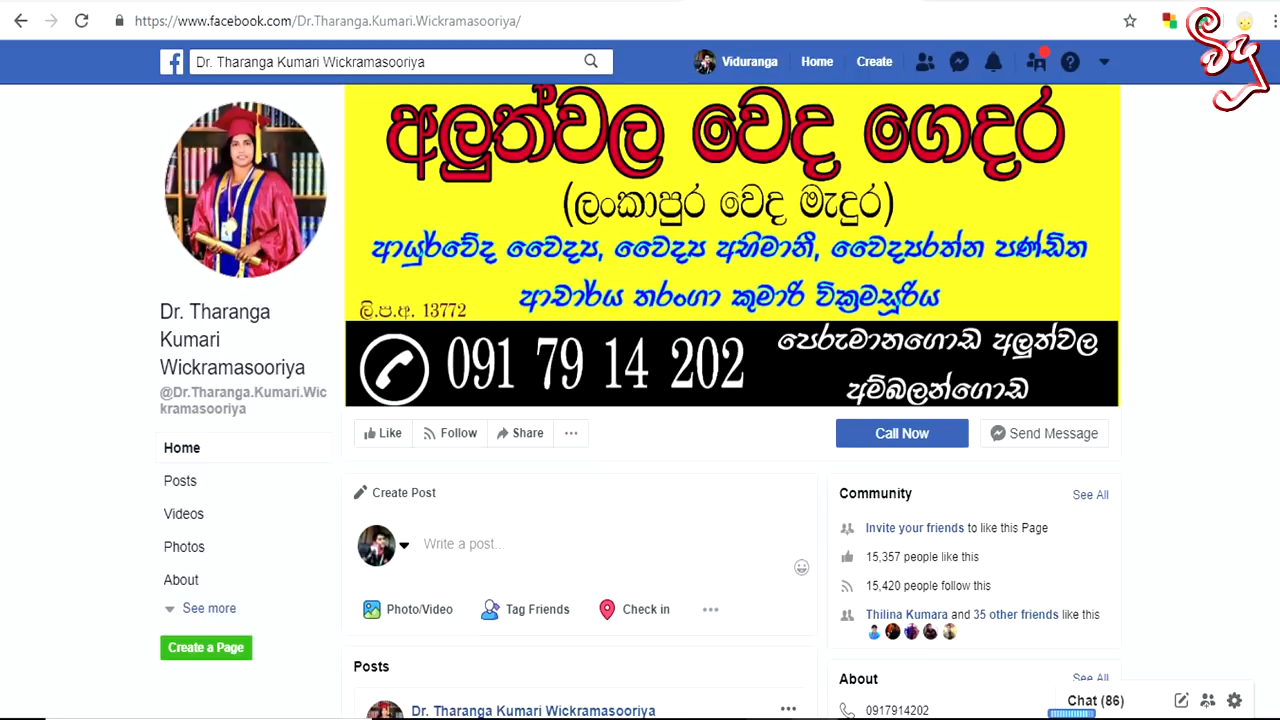 https://www.facebook.com/Dr.Tharanga.Kumari.Wickramasooriya/
විදු
Dr. Tharanga Kumari Wickramasooriya
Viduranga
Home
Create
අලුත්වල වෙද ගෙදර
(ලංකාපුර වෙද මැදුර)
ආයුර්වේද වෛද්‍ය, වෛද්‍ය අභිමානී, වෛද්‍යරත්න පණ්ඩිත
ආචාර්ය තරංගා කුමාරි වික්‍රමසූරිය
ලි.ප.අ. 13772
091 79 14 202
පෙරුමානගොඩ අලුත්වල
අම්බලන්ගොඩ
Dr. Tharanga
Kumari
Wickramasooriya
@Dr.Tharanga.Kumari.Wic
kramasooriya
Home
Posts
Videos
Photos
About
See more
Create a Page
Like
Follow
Share
Call Now
Send Message
Create Post
Write a post...
Photo/Video
Tag Friends
Check in
Posts
Dr. Tharanga Kumari Wickramasooriya
Community
See All
Invite your friends to like this Page
15,357 people like this
15,420 people follow this
Thilina Kumara and 35 other friends like this
About
See All
0917914202
Chat (86)